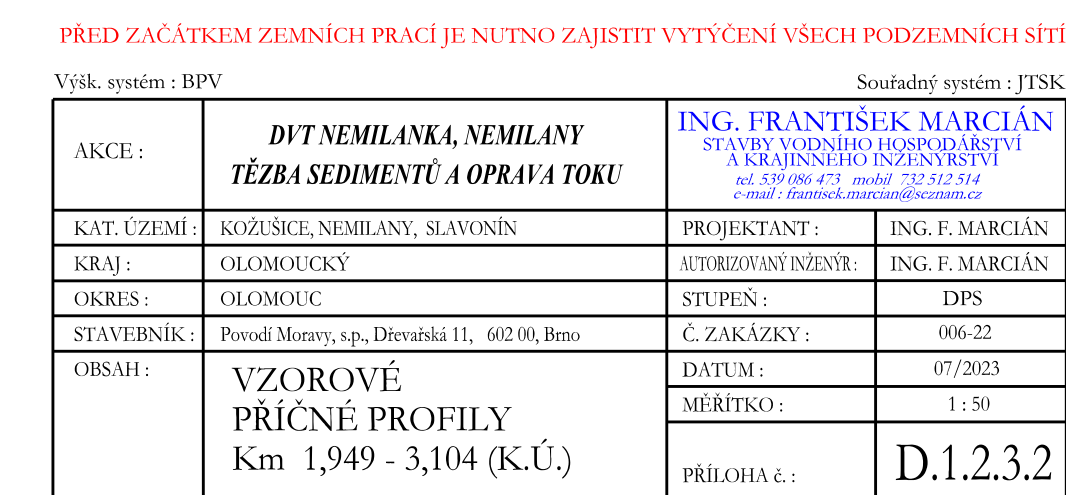 PŘED ZAČÁTKEM ZEMNÍCH PRACÍ JE NUTNO ZAJISTIT VYTÝČENÍ VŠECH PODZEMNÍCH SÍTÍ
Výšk. systém : BPV
Souřadný systém : JTSK
AKCE :
DVT NEMILANKA, NEMILANY
TĚZBA SEDIMENTŮ A OPRAVA TOKU
ING. FRANTIŠEK MARCIÁN
STAVBY VODNÍHO HOSPODÁŘSTVÍ
A KRAJINNÉHO INŽENÝRSTVÍ
tel. 539 086 473 mobil 732 512 514
e-mail : frantisek.marcian@seznam.cz
KAT. ÚZEMÍ : KOŽUŠICE, NEMILANY, SLAVONÍN
PROJEKTANT : ING. F. MARCIÁN
KRAJ : OLOMOUCKÝ
AUTORIZOVANÝ INŽENÝR : ING. F. MARCIÁN
OKRES : OLOMOUC
STUPEŇ : DPS
STAVEBNÍK : Povodí Moravy, s.p., Dřevařská 11, 602 00, Brno
Č. ZAKÁZKY : 006-22
OBSAH :
VZOROVÉ
PŘÍČNÉ PROFILY
Km 1,949 - 3,104 (K.Ú.)
DATUM : 07/2023
MĚŘÍTKO : 1 : 50
PŘÍLOHA č. : D.1.2.3.2